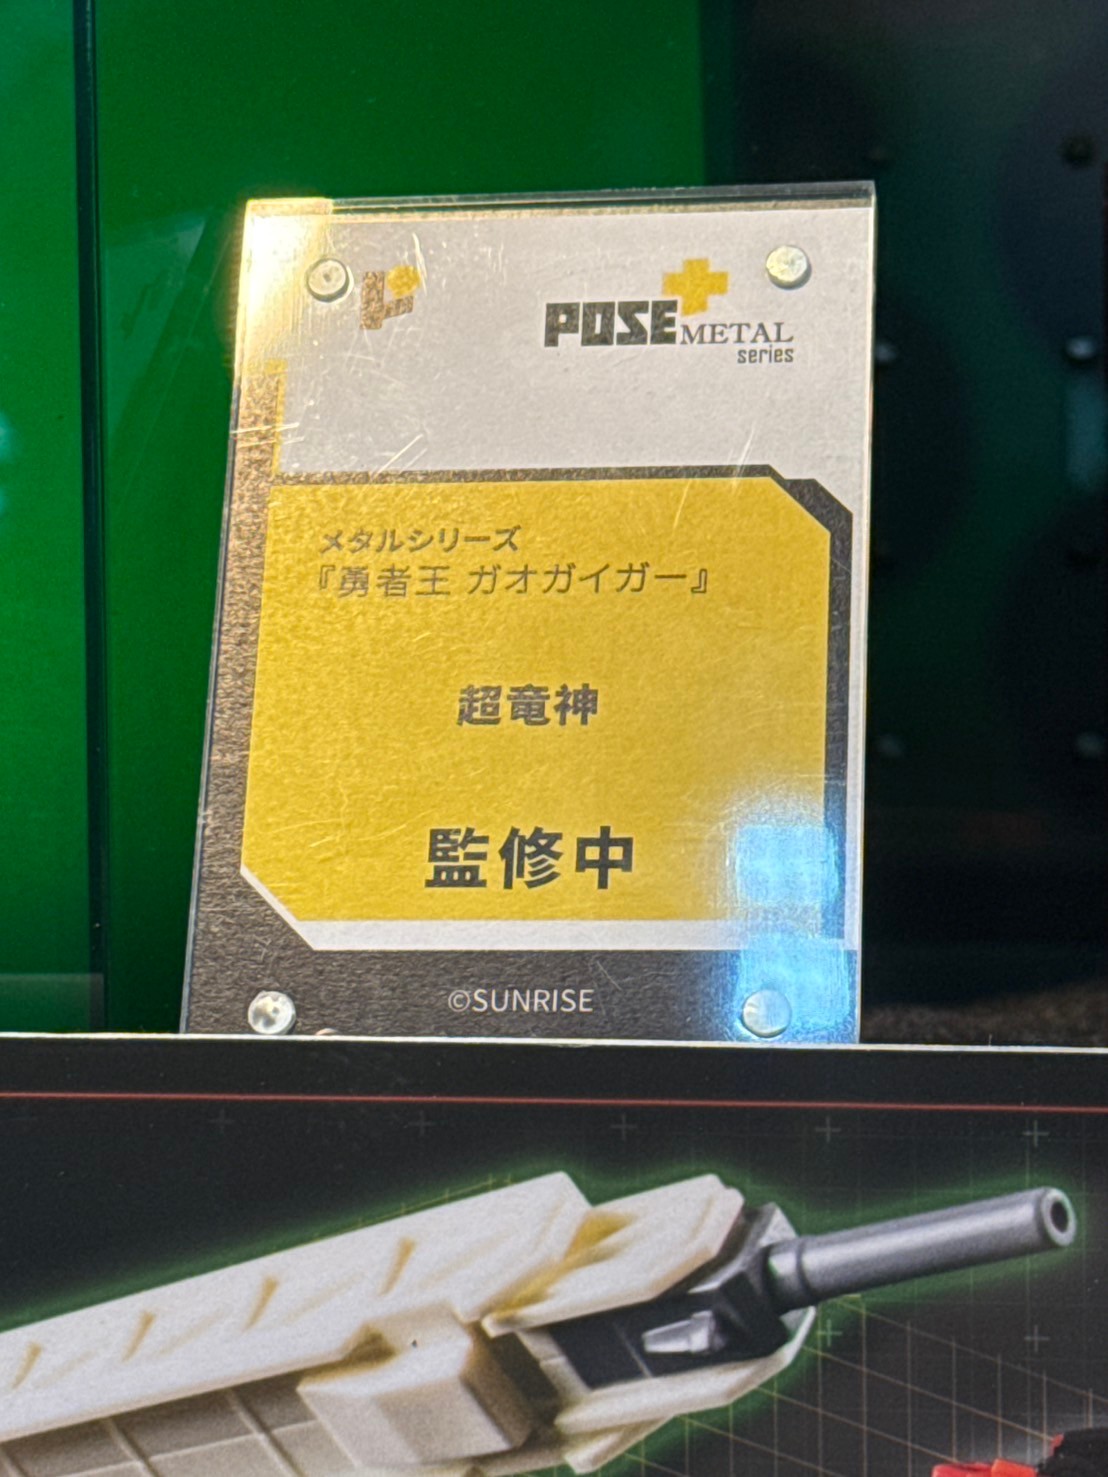 POSE+ METAL
series
メタルシリーズ
『勇者王 ガオガイガー』
超竜神
監修中
©SUNRISE